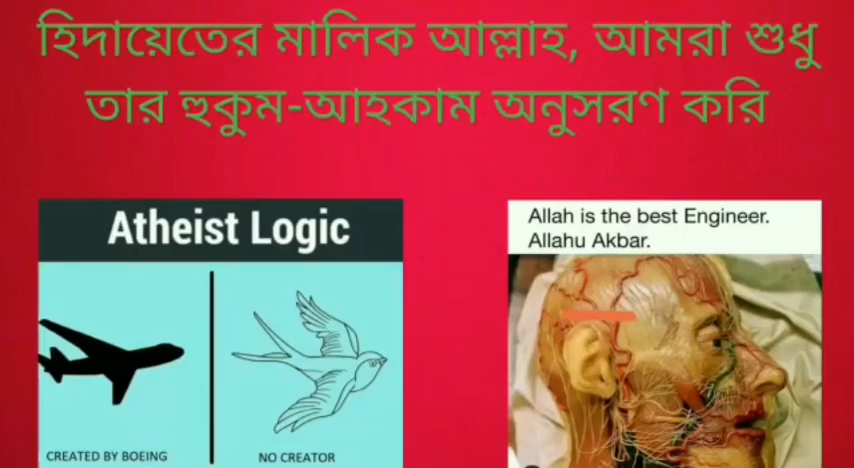 হিদায়েতের মালিক আল্লাহ, আমরা শুধু
তার হুকুম-আহকাম অনুসরণ করি
Atheist Logic
CREATED BY BOEING
NO CREATOR
Allah is the best Engineer.
Allahu Akbar.